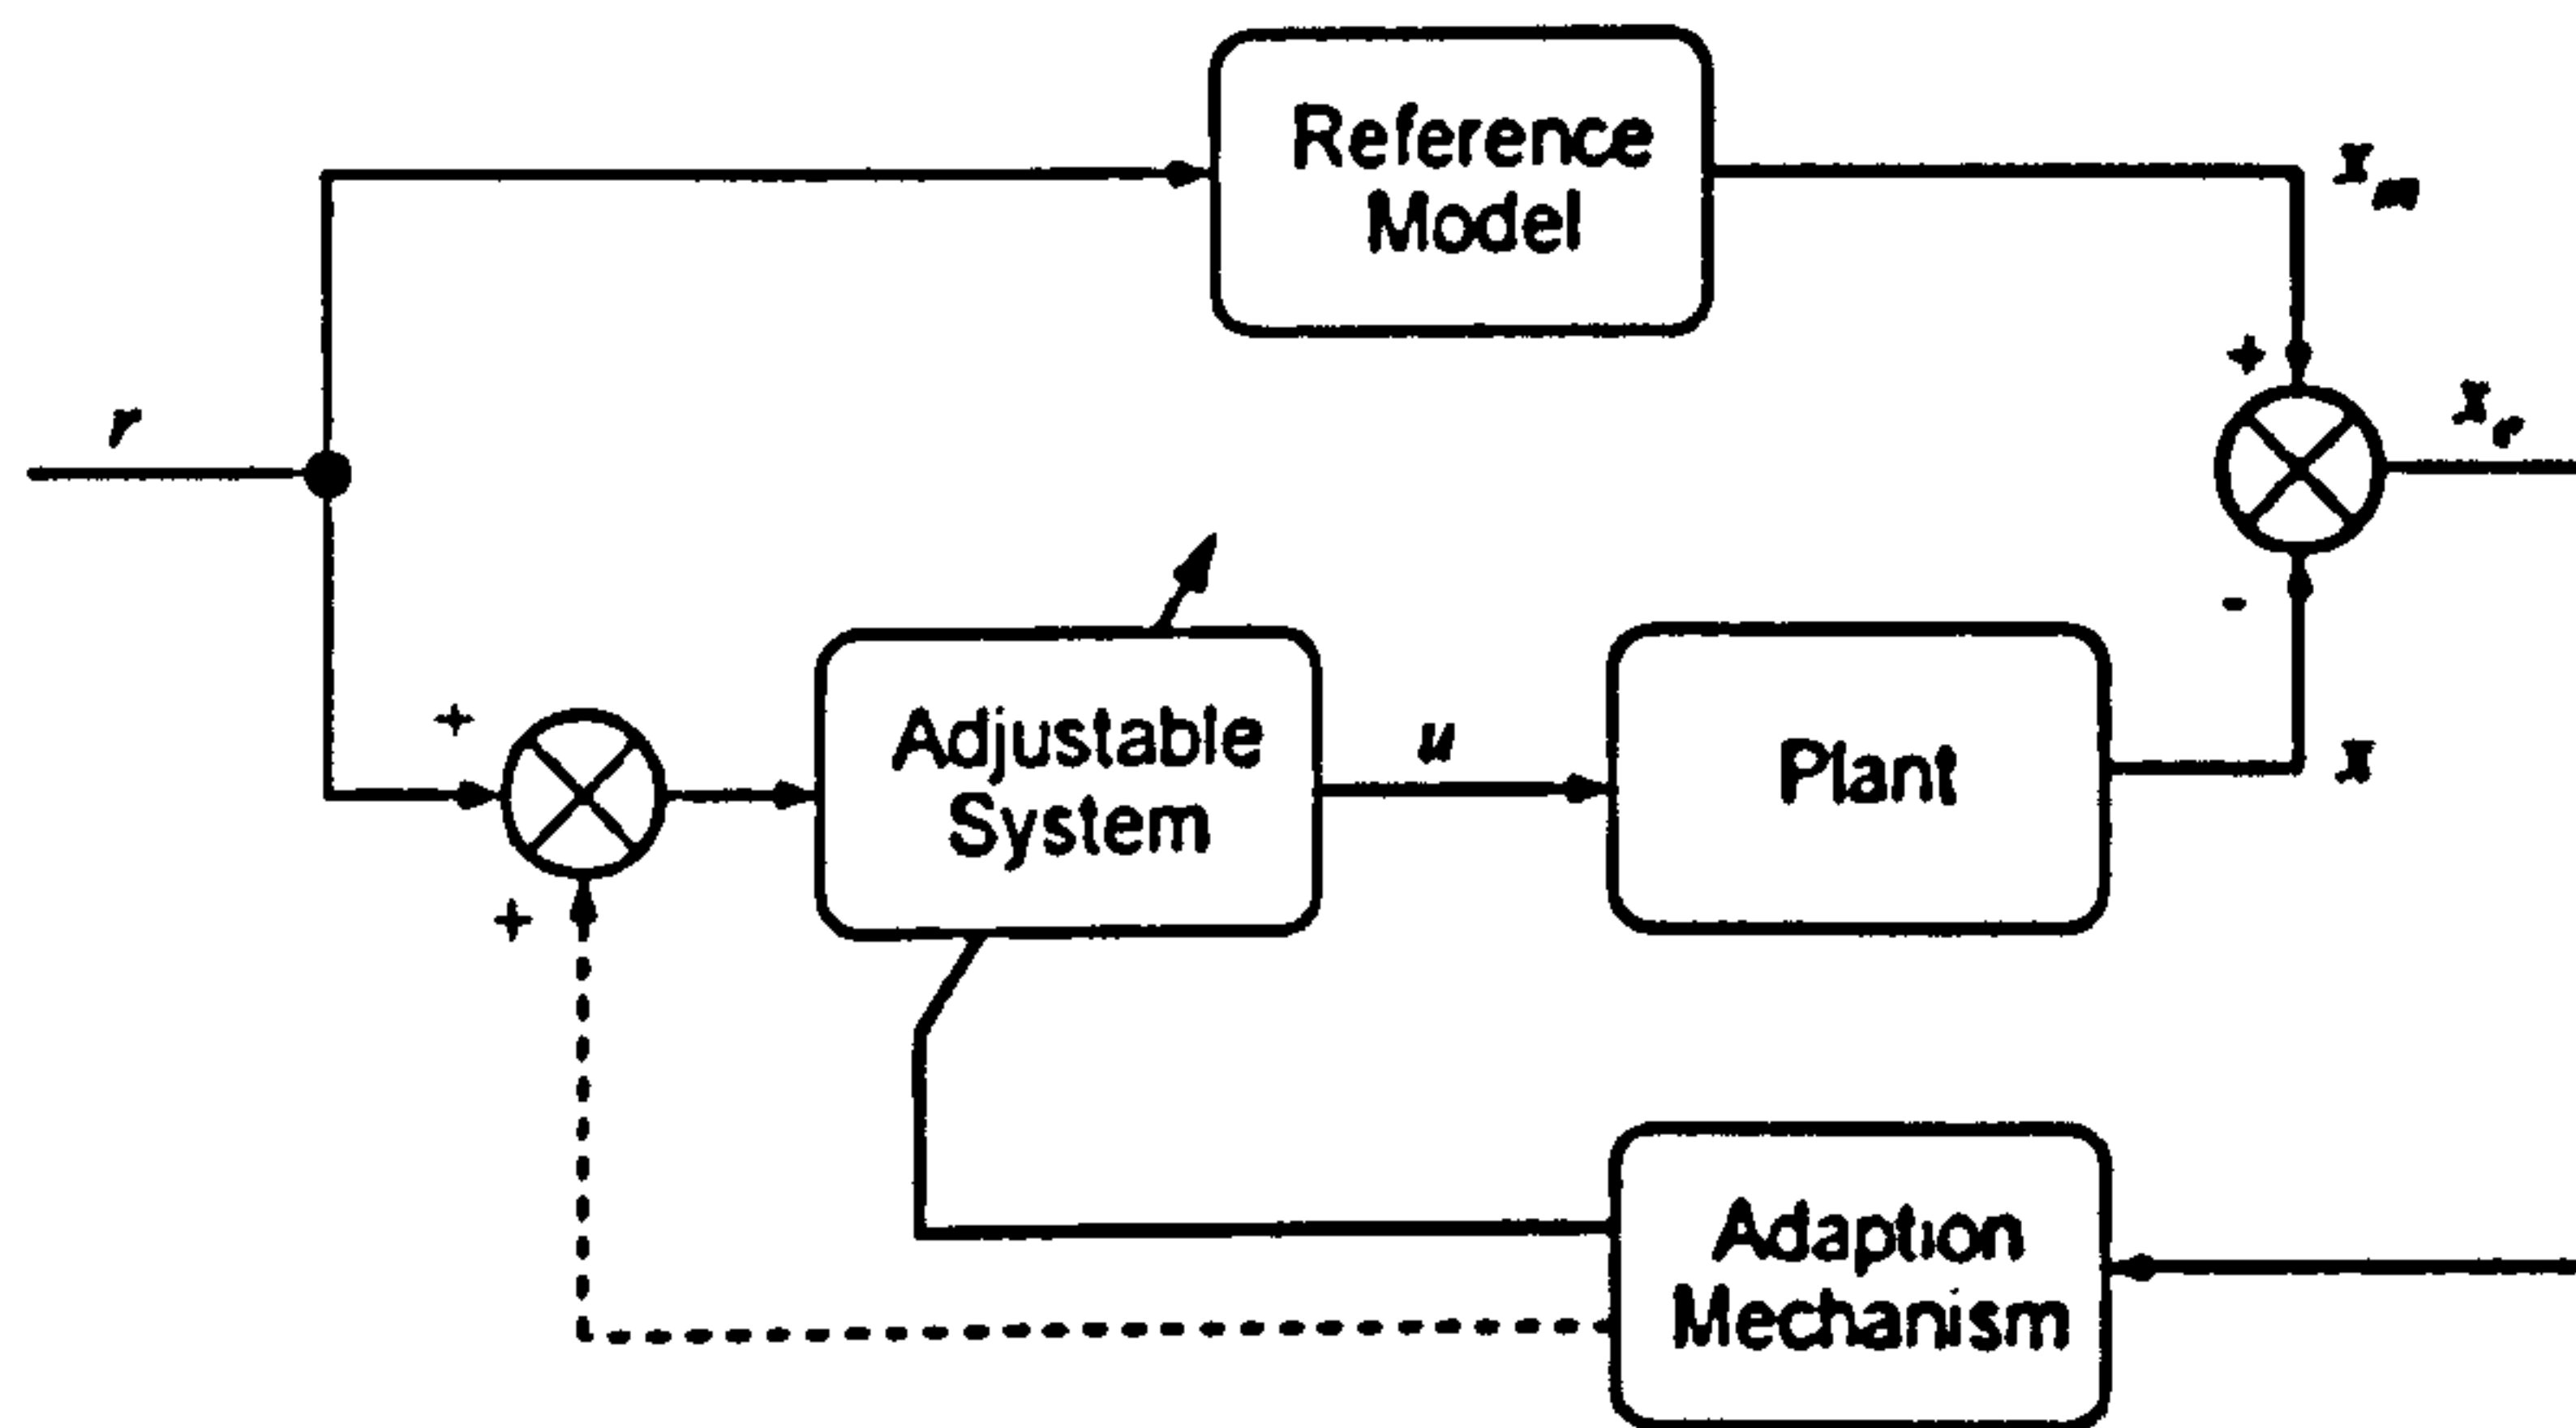 Reference
Model
x_m
+
r
x_e
-
+
Adjustable
System
u
Plant
x
+
Adaption
Mechanism